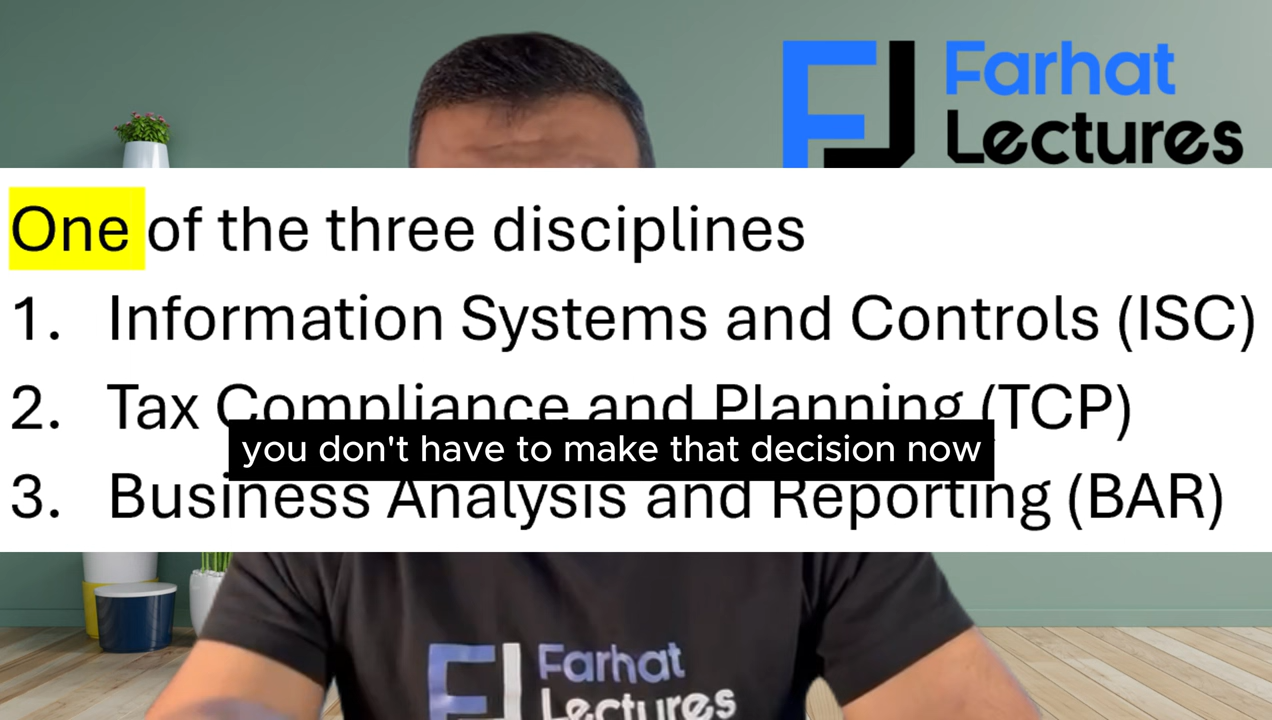 Farhat
Lectures
One of the three disciplines
1. Information Systems and Controls (ISC)
2. Tax Compliance and Planning (TCP)
you don't have to make that decision now
3. Business Analysis and Reporting (BAR)
Farhat
Lectures